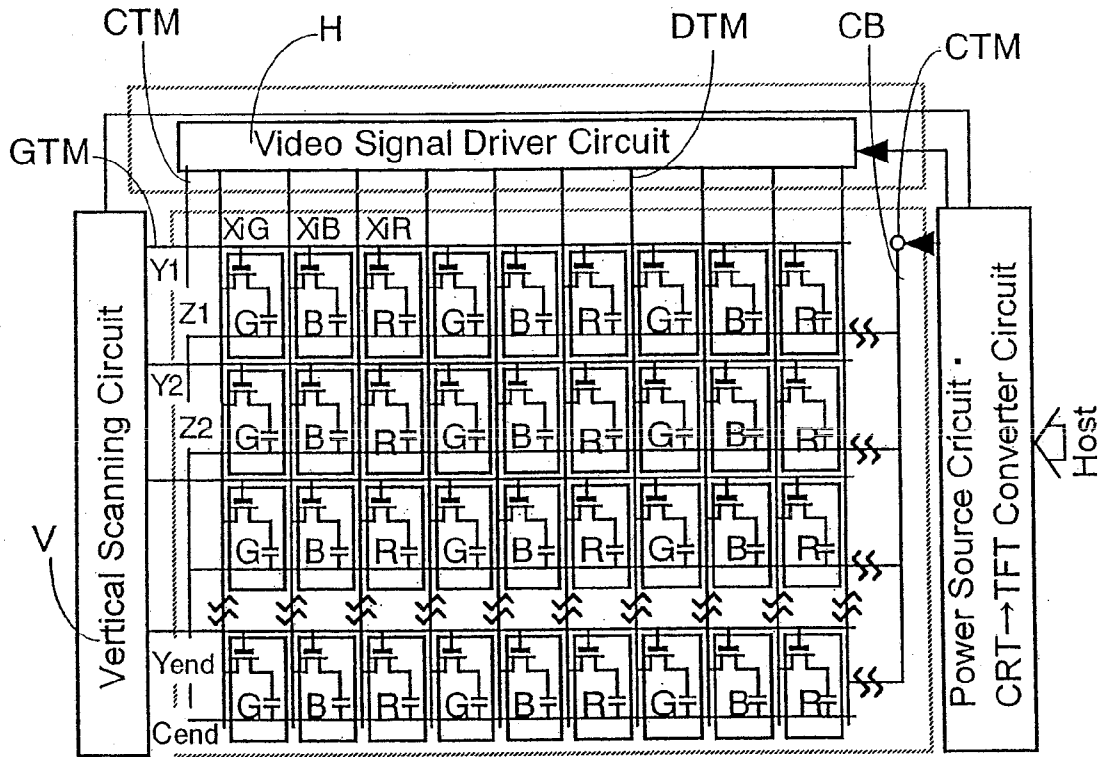 CTM
H
DTM
CB
CTM
GTM
Video Signal Driver Circuit
XiG XiB XiR
Y1
Z1
G B R G B R G B R
Y2
Z2
G B R G B R G B R
G B R G B R G B R
V
Yend
Cend
G B R G B R G B R
Vertical Scanning Circuit
Power Source Cricuit ·
CRT→TFT Converter Circuit
Host